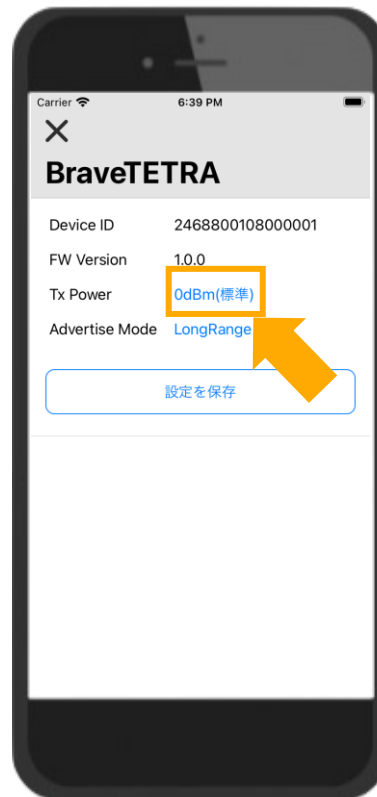 Carrier 6:39 PM
BraveTETRA
Device ID 2468800108000001
FW Version 1.0.0
Tx Power 0dBm(標準)
Advertise Mode LongRange
設定を保存